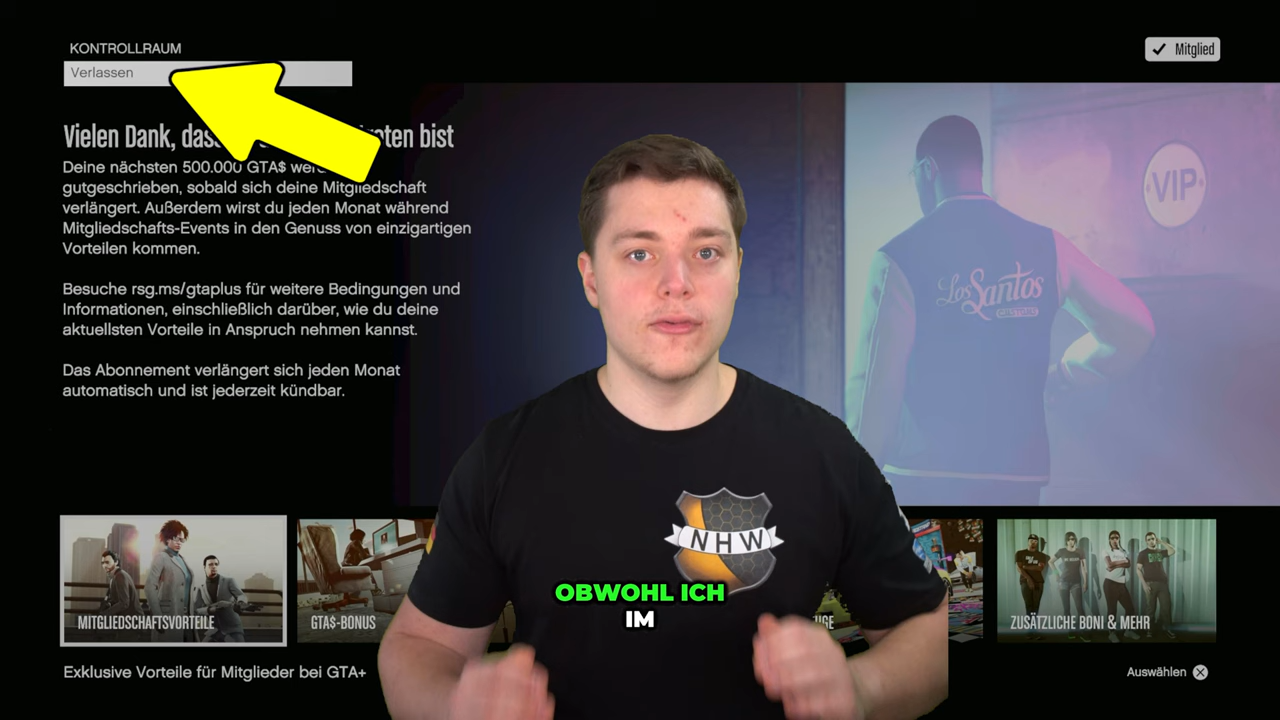 KONTROLLRAUM
Verlassen
Mitglied
Vielen Dank, bist
Deine nächsten 500.000 GTA$
gutgeschrieben, sobald sich deine Mitgliedschaft
verlängert. Außerdem wirst du jeden Monat während
Mitgliedschafts-Events in den Genuss von einzigartigen
Vorteilen kommen.
Besuche rsg.ms/gtaplus für weitere Bedingungen und
Informationen, einschließlich darüber, wie du deine
aktuellsten Vorteile in Anspruch nehmen kannst.
Das Abonnement verlängert sich jeden Monat
automatisch und ist jederzeit kündbar.
VIP
Los Santos
NHW
OBWOHL ICH
IM
MITGLIEDSCHAFTSVORTEILE
GTA$-BONUS
ZUSÄTZLICHE BONI & MEHR
Exklusive Vorteile für Mitglieder bei GTA+
Auswählen